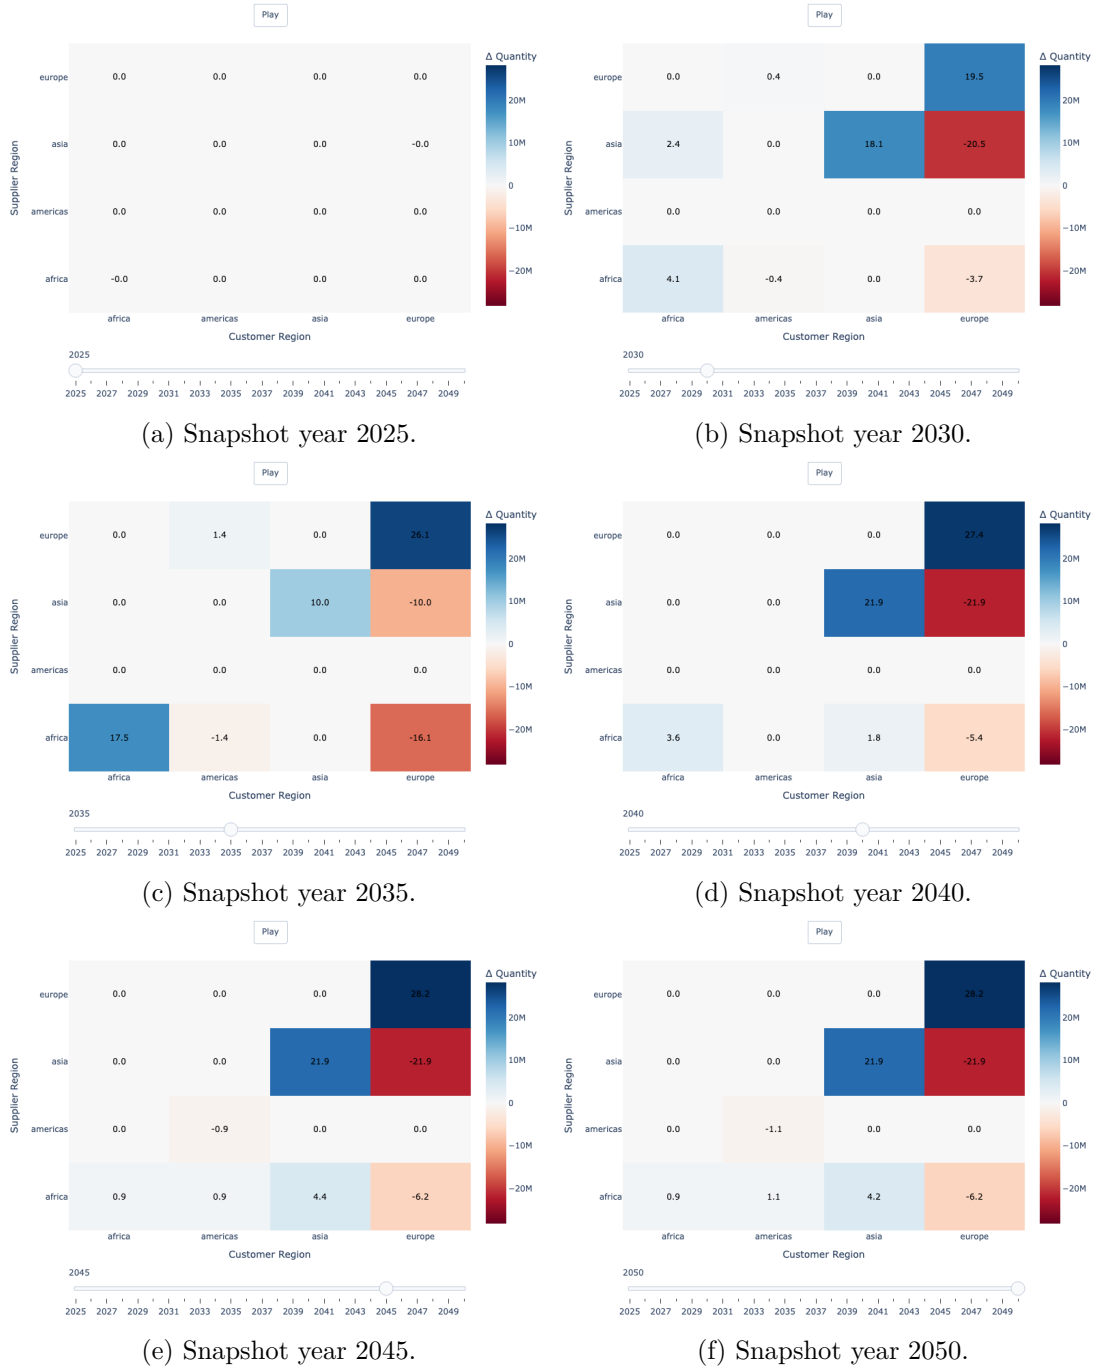 Play
Δ Quantity
europe 0.0 0.0 0.0 0.0
20M
asia 0.0 0.0 0.0 -0.0
10M
0
americas 0.0 0.0 0.0 0.0
−10M
africa -0.0 0.0 0.0 0.0
−20M
Supplier Region
africa americas asia europe
Customer Region
2025
2025 2027 2029 2031 2033 2035 2037 2039 2041 2043 2045 2047 2049
(a) Snapshot year 2025.
Play
Δ Quantity
europe 0.0 0.4 0.0 19.5
20M
asia 2.4 0.0 18.1 -20.5
10M
0
americas 0.0 0.0 0.0 0.0
−10M
africa 4.1 -0.4 0.0 -3.7
−20M
Supplier Region
africa americas asia europe
Customer Region
2030
2025 2027 2029 2031 2033 2035 2037 2039 2041 2043 2045 2047 2049
(b) Snapshot year 2030.
Play
Δ Quantity
europe 0.0 1.4 0.0 26.1
20M
asia 0.0 0.0 10.0 -10.0
10M
0
americas 0.0 0.0 0.0 0.0
−10M
africa 17.5 -1.4 0.0 -16.1
−20M
Supplier Region
africa americas asia europe
Customer Region
2035
2025 2027 2029 2031 2033 2035 2037 2039 2041 2043 2045 2047 2049
(c) Snapshot year 2035.
Play
Δ Quantity
europe 0.0 0.0 0.0 27.4
20M
asia 0.0 0.0 21.9 -21.9
10M
0
americas 0.0 0.0 0.0 0.0
−10M
africa 3.6 0.0 1.8 -5.4
−20M
Supplier Region
africa americas asia europe
Customer Region
2040
2025 2027 2029 2031 2033 2035 2037 2039 2041 2043 2045 2047 2049
(d) Snapshot year 2040.
Play
Δ Quantity
europe 0.0 0.0 0.0 28.2
20M
asia 0.0 0.0 21.9 -21.9
10M
0
americas 0.0 -0.9 0.0 0.0
−10M
africa 0.9 0.9 4.4 -6.2
−20M
Supplier Region
africa americas asia europe
Customer Region
2045
2025 2027 2029 2031 2033 2035 2037 2039 2041 2043 2045 2047 2049
(e) Snapshot year 2045.
Play
Δ Quantity
europe 0.0 0.0 0.0 28.2
20M
asia 0.0 0.0 21.9 -21.9
10M
0
americas 0.0 -1.1 0.0 0.0
−10M
africa 0.9 1.1 4.2 -6.2
−20M
Supplier Region
africa americas asia europe
Customer Region
2050
2025 2027 2029 2031 2033 2035 2037 2039 2041 2043 2045 2047 2049
(f) Snapshot year 2050.